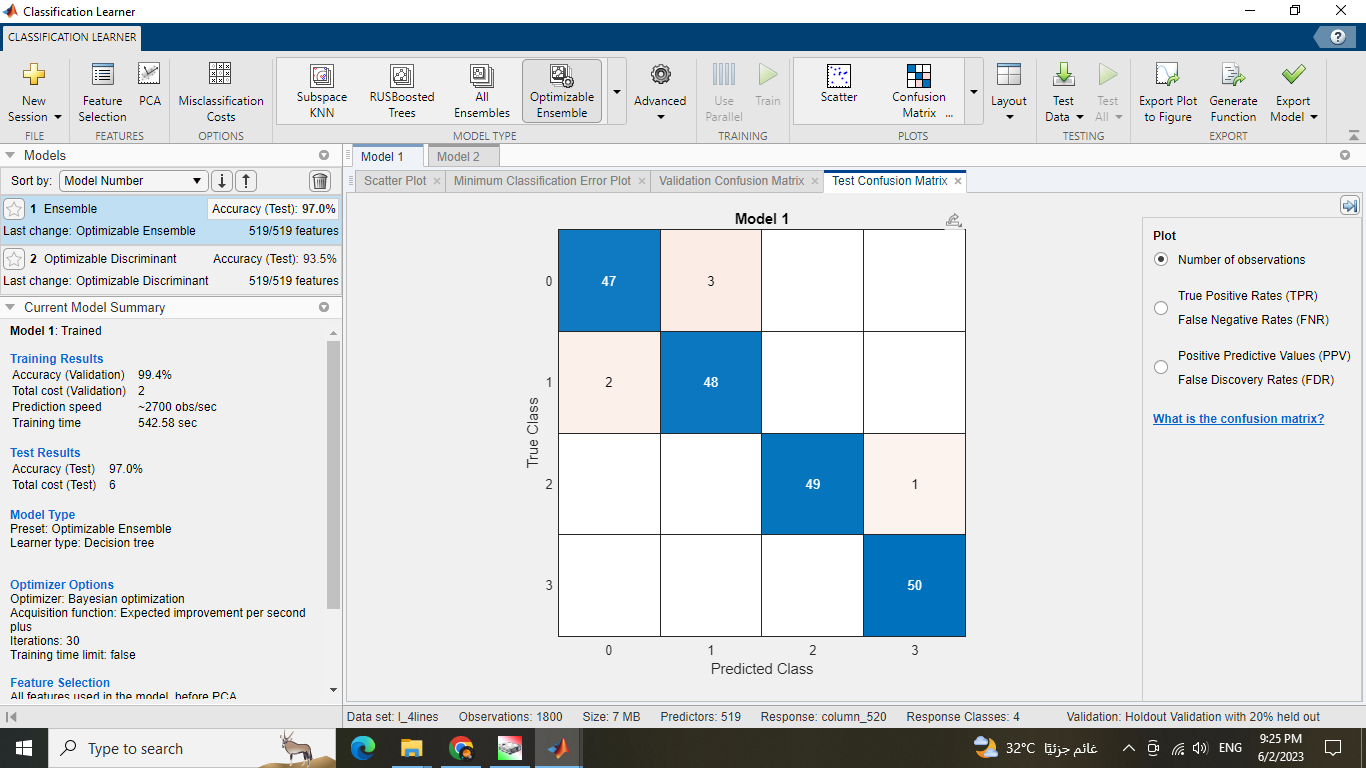 Classification Learner
CLASSIFICATION LEARNER
New Session
Feature Selection
PCA
Misclassification Costs
Subspace KNN
RUSBoosted Trees
All Ensembles
Optimizable Ensemble
Advanced
Use Parallel
Train
Scatter
Confusion Matrix ...
Layout
Test Data
Test All
Export Plot to Figure
Generate Function
Export Model
FILE FEATURES OPTIONS MODEL TYPE TRAINING PLOTS TESTING EXPORT
Models
Sort by: Model Number
1 Ensemble Accuracy (Test): 97.0%
Last change: Optimizable Ensemble 519/519 features
2 Optimizable Discriminant Accuracy (Test): 93.5%
Last change: Optimizable Discriminant 519/519 features
Current Model Summary
Model 1: Trained
Training Results
Accuracy (Validation) 99.4%
Total cost (Validation) 2
Prediction speed ~2700 obs/sec
Training time 542.58 sec
Test Results
Accuracy (Test) 97.0%
Total cost (Test) 6
Model Type
Preset: Optimizable Ensemble
Learner type: Decision tree
Optimizer Options
Optimizer: Bayesian optimization
Acquisition function: Expected improvement per second
plus
Iterations: 30
Training time limit: false
Feature Selection
All features used in the model, before PCA
Model 1 Model 2
Scatter Plot Minimum Classification Error Plot Validation Confusion Matrix Test Confusion Matrix
Model 1
True Class
0 47 3
1 2 48
2 49 1
3 50
0 1 2 3
Predicted Class
Plot
Number of observations
True Positive Rates (TPR)
False Negative Rates (FNR)
Positive Predictive Values (PPV)
False Discovery Rates (FDR)
What is the confusion matrix?
Data set: I_4lines Observations: 1800 Size: 7 MB Predictors: 519 Response: column_520 Response Classes: 4 Validation: Holdout Validation with 20% held out
Type to search
32°C غائم جزئيًا
ENG
9:25 PM
6/2/2023